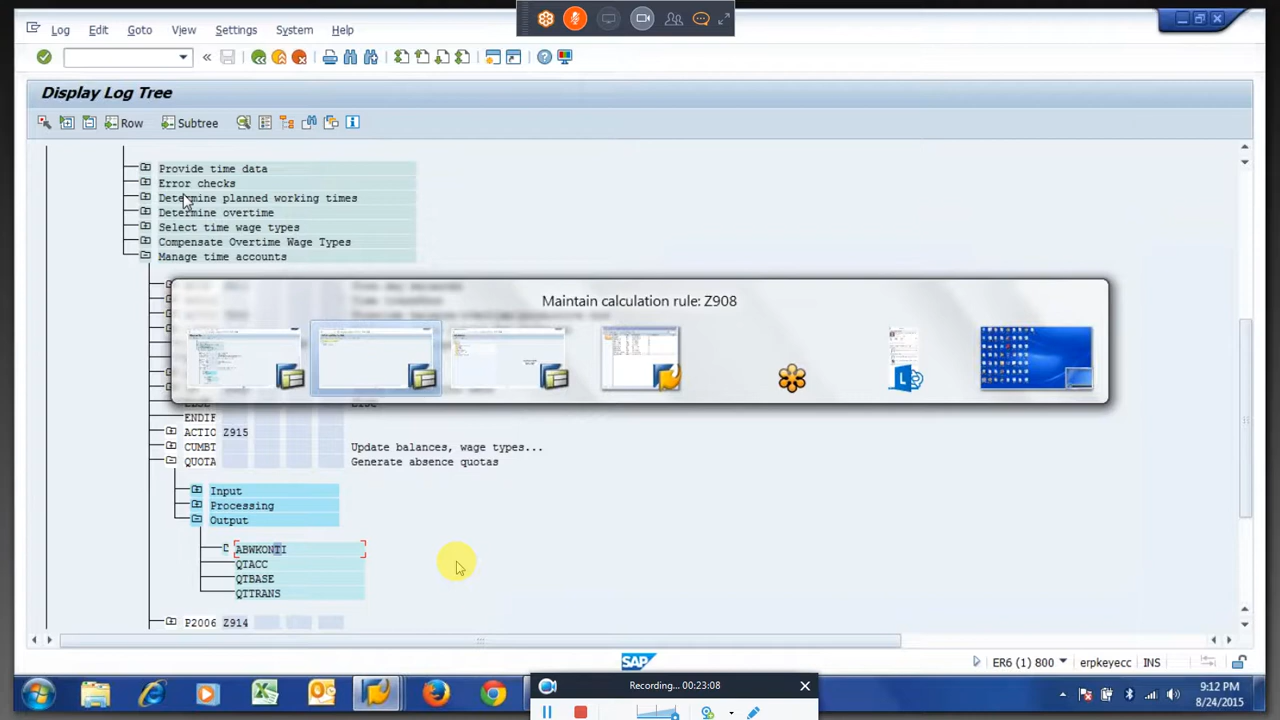 Log Edit Goto View Settings System Help
Display Log Tree
Row Subtree
Provide time data
Error checks
Determine planned working times
Determine overtime
Select time wage types
Compensate Overtime Wage Types
Manage time accounts
Maintain calculation rule: Z908
ENDIF
ACTIO Z915
CUMBT Update balances, wage types...
QUOTA Generate absence quotas
Input
Processing
Output
ABWKONTI
QTACC
QTBASE
QTTRANS
P2006 Z914
SAP
ER6 (1) 800 erpkeyecc INS
Recording... 00:23:08
9:12 PM
8/24/2015